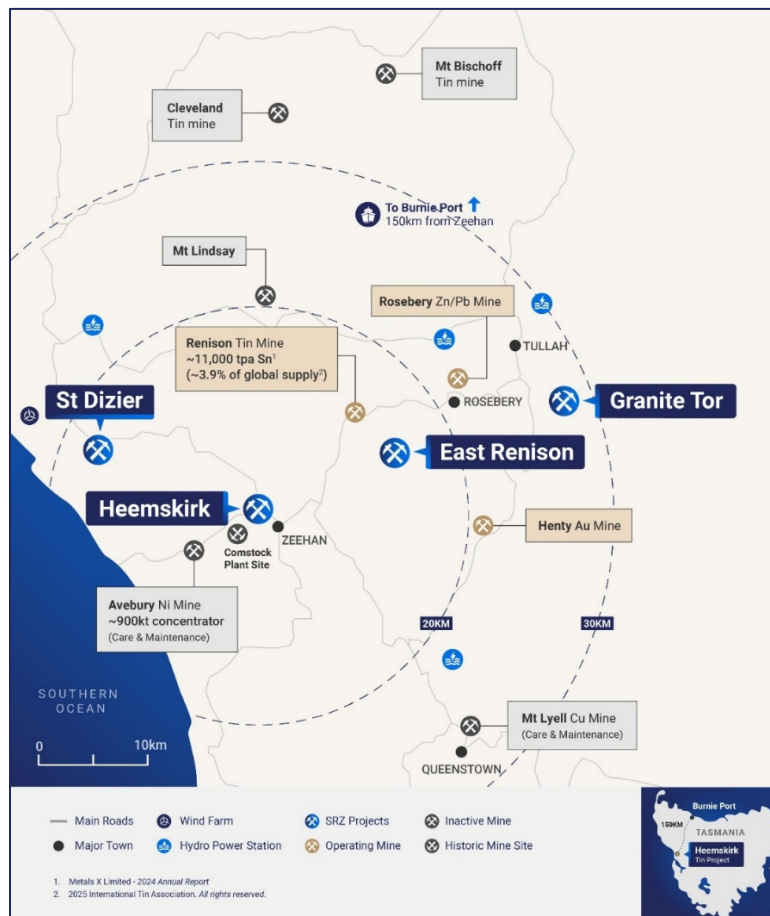 Mt Bischoff
Tin mine
Cleveland
Tin mine
To Burnie Port
150km from Zeehan
Mt Lindsay
Rosebery Zn/Pb Mine
Renison Tin Mine
~11,000 tpa Sn¹
(~3.9% of global supply²)
TULLAH
St Dizier
ROSEBERY
Granite Tor
East Renison
Heemskirk
ZEEHAN
Comstock
Plant Site
Henty Au Mine
Avebury Ni Mine
~900kt concentrator
(Care & Maintenance)
20KM
30KM
SOUTHERN
OCEAN
0 10km
Mt Lyell Cu Mine
(Care & Maintenance)
QUEENSTOWN
Main Roads
Wind Farm
SRZ Projects
Inactive Mine
Major Town
Hydro Power Station
Operating Mine
Historic Mine Site
1. Metals X Limited - 2024 Annual Report
2. 2025 International Tin Association. All rights reserved.
Burnie Port
150KM
TASMANIA
Heemskirk
Tin Project